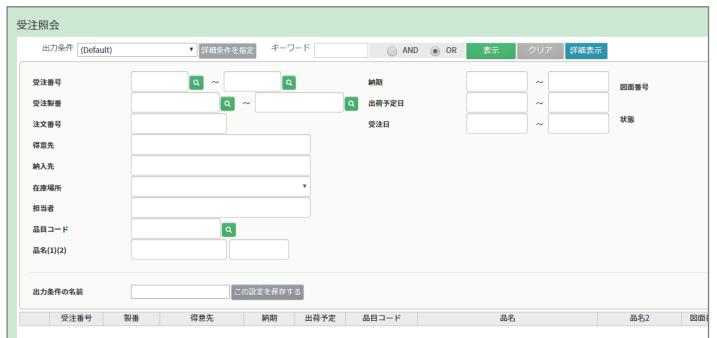 受注照会
出力条件 (Default) 詳細条件を指定 キーワード AND OR 表示 クリア 詳細表示
受注番号 ～ 納期 ～ 図面番号
受注製番 ～ 出荷予定日 ～
注文番号 受注日 ～ 状態
得意先
納入先
在庫場所
担当者
品目コード
品名(1)(2)
出力条件の名前 この設定を保存する
受注番号 製番 得意先 納期 出荷予定 品目コード 品名 品名2 図面